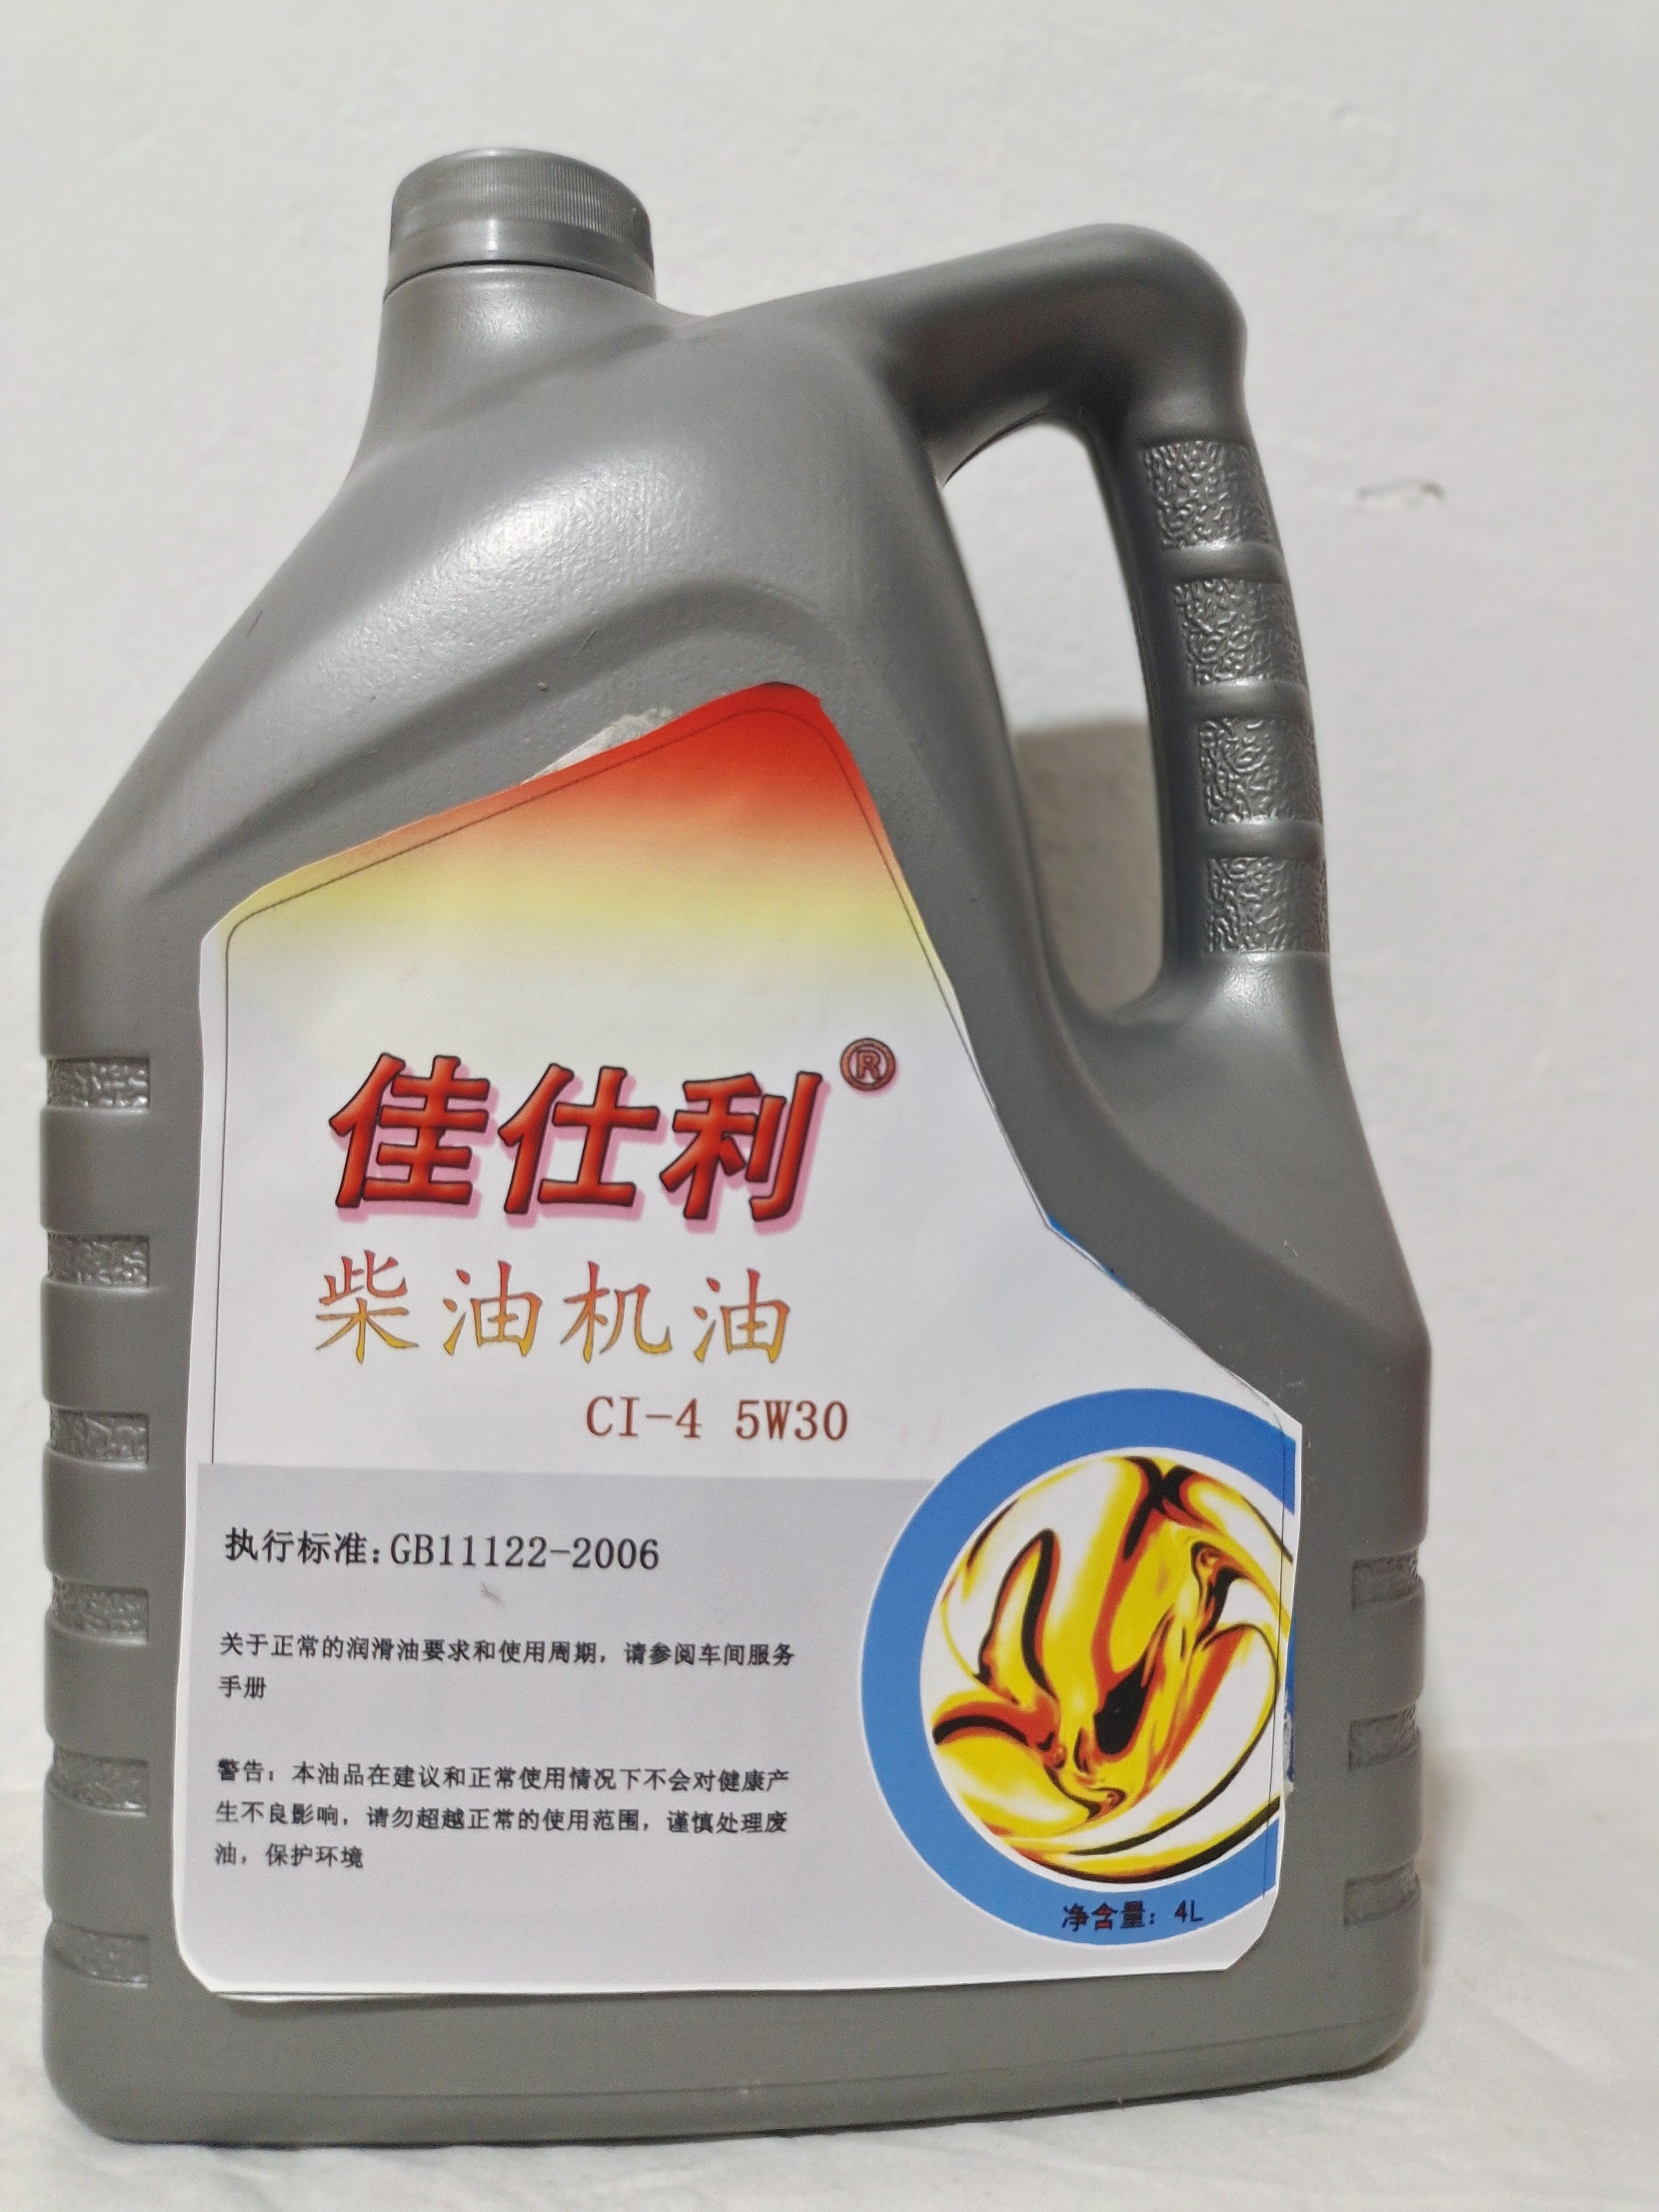 佳仕利®
柴油机油
CI-4 5W30
执行标准:GB11122-2006
关于正常的润滑油要求和使用周期，请参阅车间服务
手册
警告：本油品在建议和正常使用情况下不会对健康产
生不良影响，请勿超越正常的使用范围，谨慎处理废
油，保护环境
净含量：4L